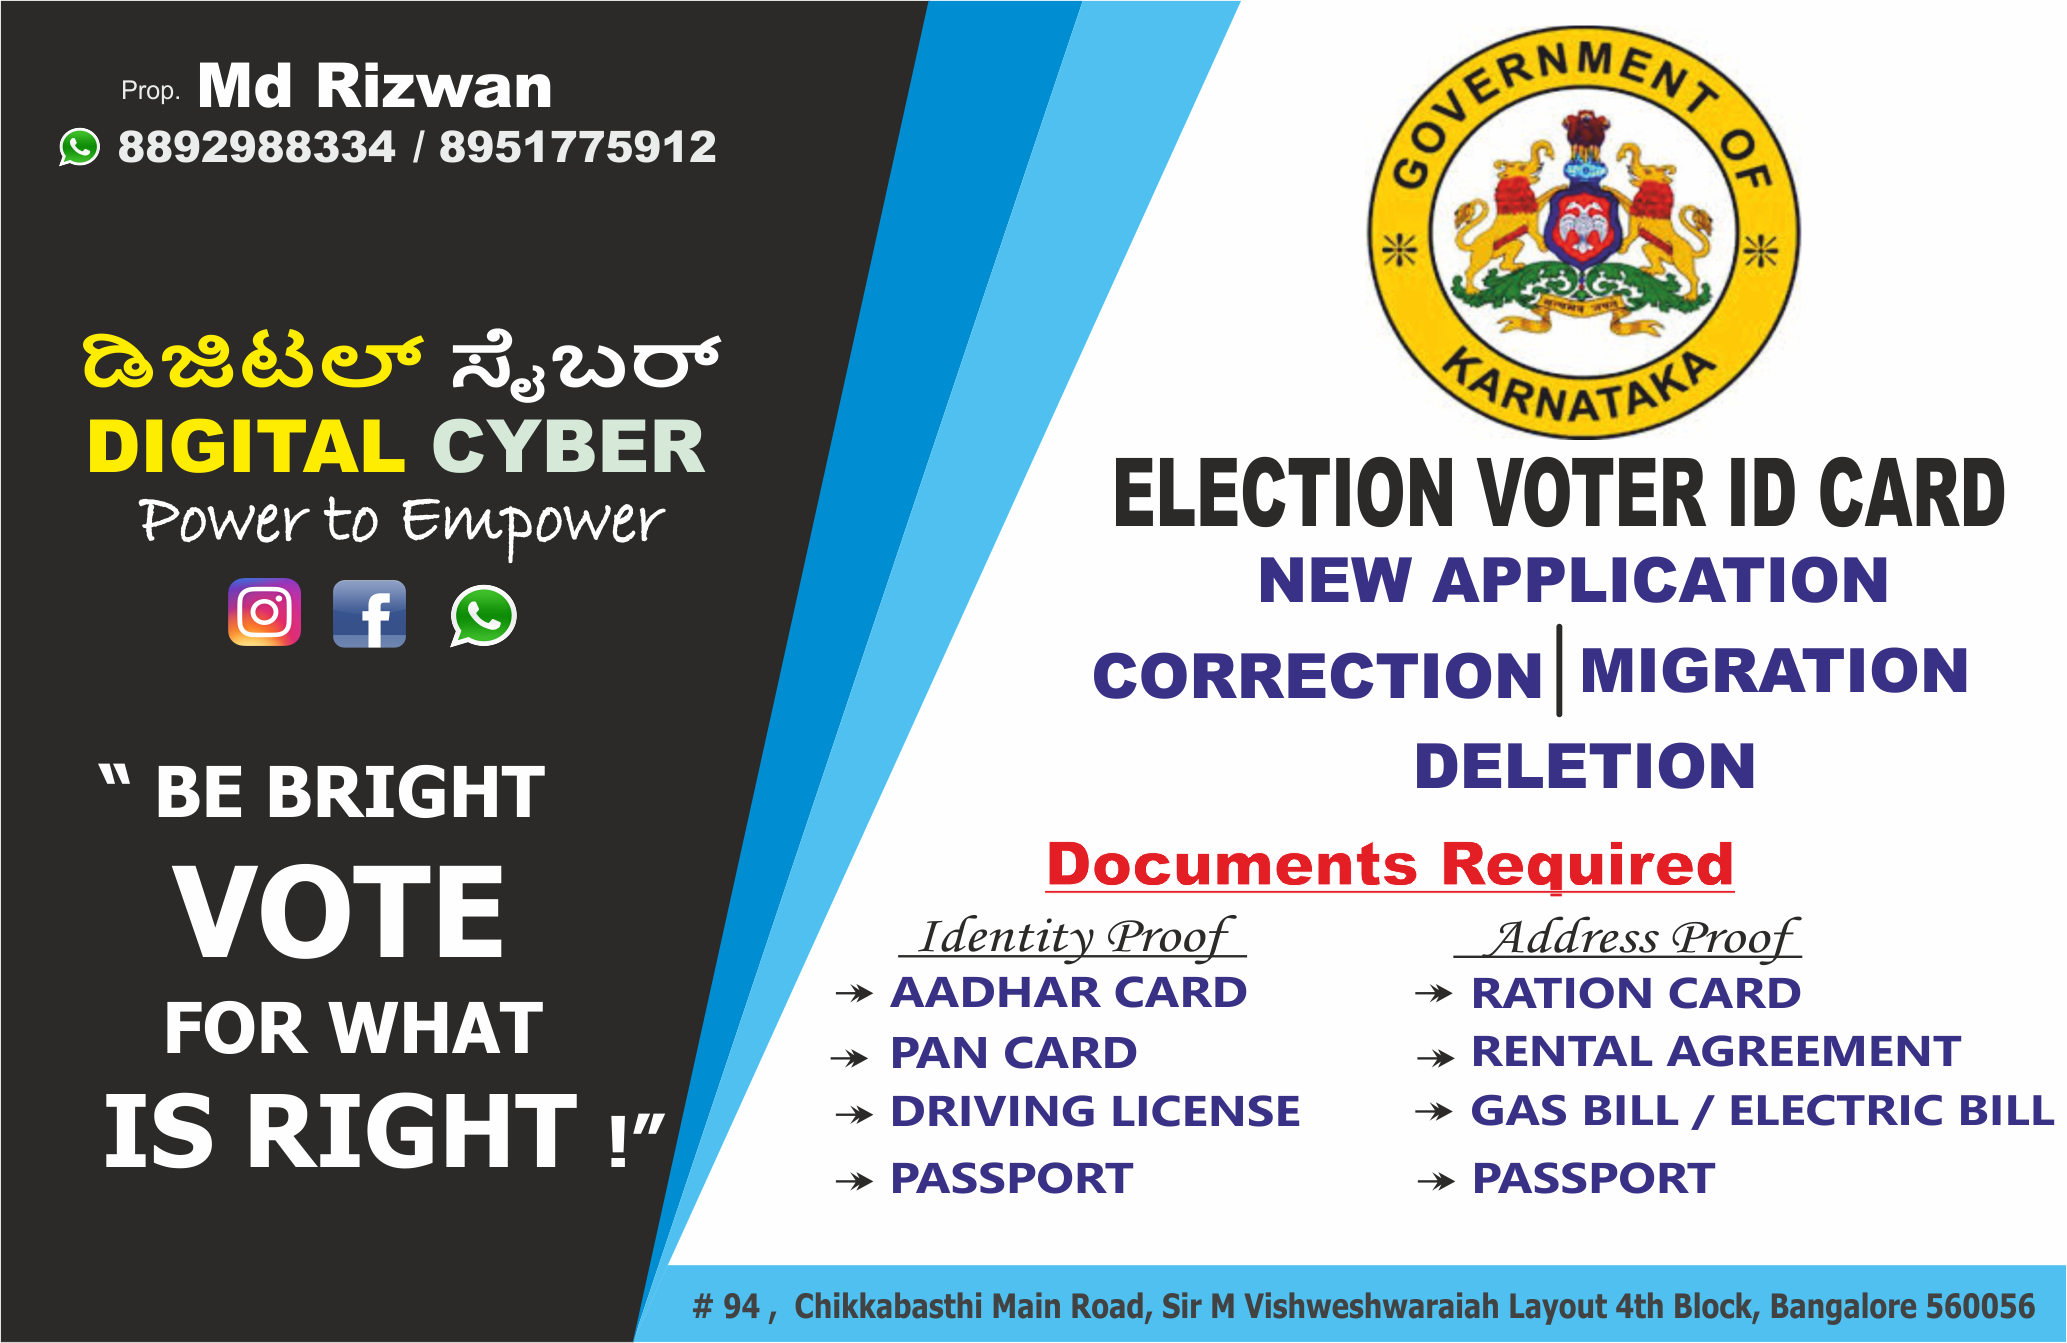 Prop. Md Rizwan
8892988334 / 8951775912
ಡಿಜಿಟಲ್ ಸೈಬರ್
DIGITAL CYBER
Power to Empower
“ BE BRIGHT
VOTE
FOR WHAT
IS RIGHT !”
GOVERNMENT OF
KARNATAKA
सत्यमेव जयते
ELECTION VOTER ID CARD
NEW APPLICATION
CORRECTION | MIGRATION
DELETION
Documents Required
Identity Proof
AADHAR CARD
PAN CARD
DRIVING LICENSE
PASSPORT
Address Proof
RATION CARD
RENTAL AGREEMENT
GAS BILL / ELECTRIC BILL
PASSPORT
# 94 , Chikkabasthi Main Road, Sir M Vishweshwaraiah Layout 4th Block, Bangalore 560056